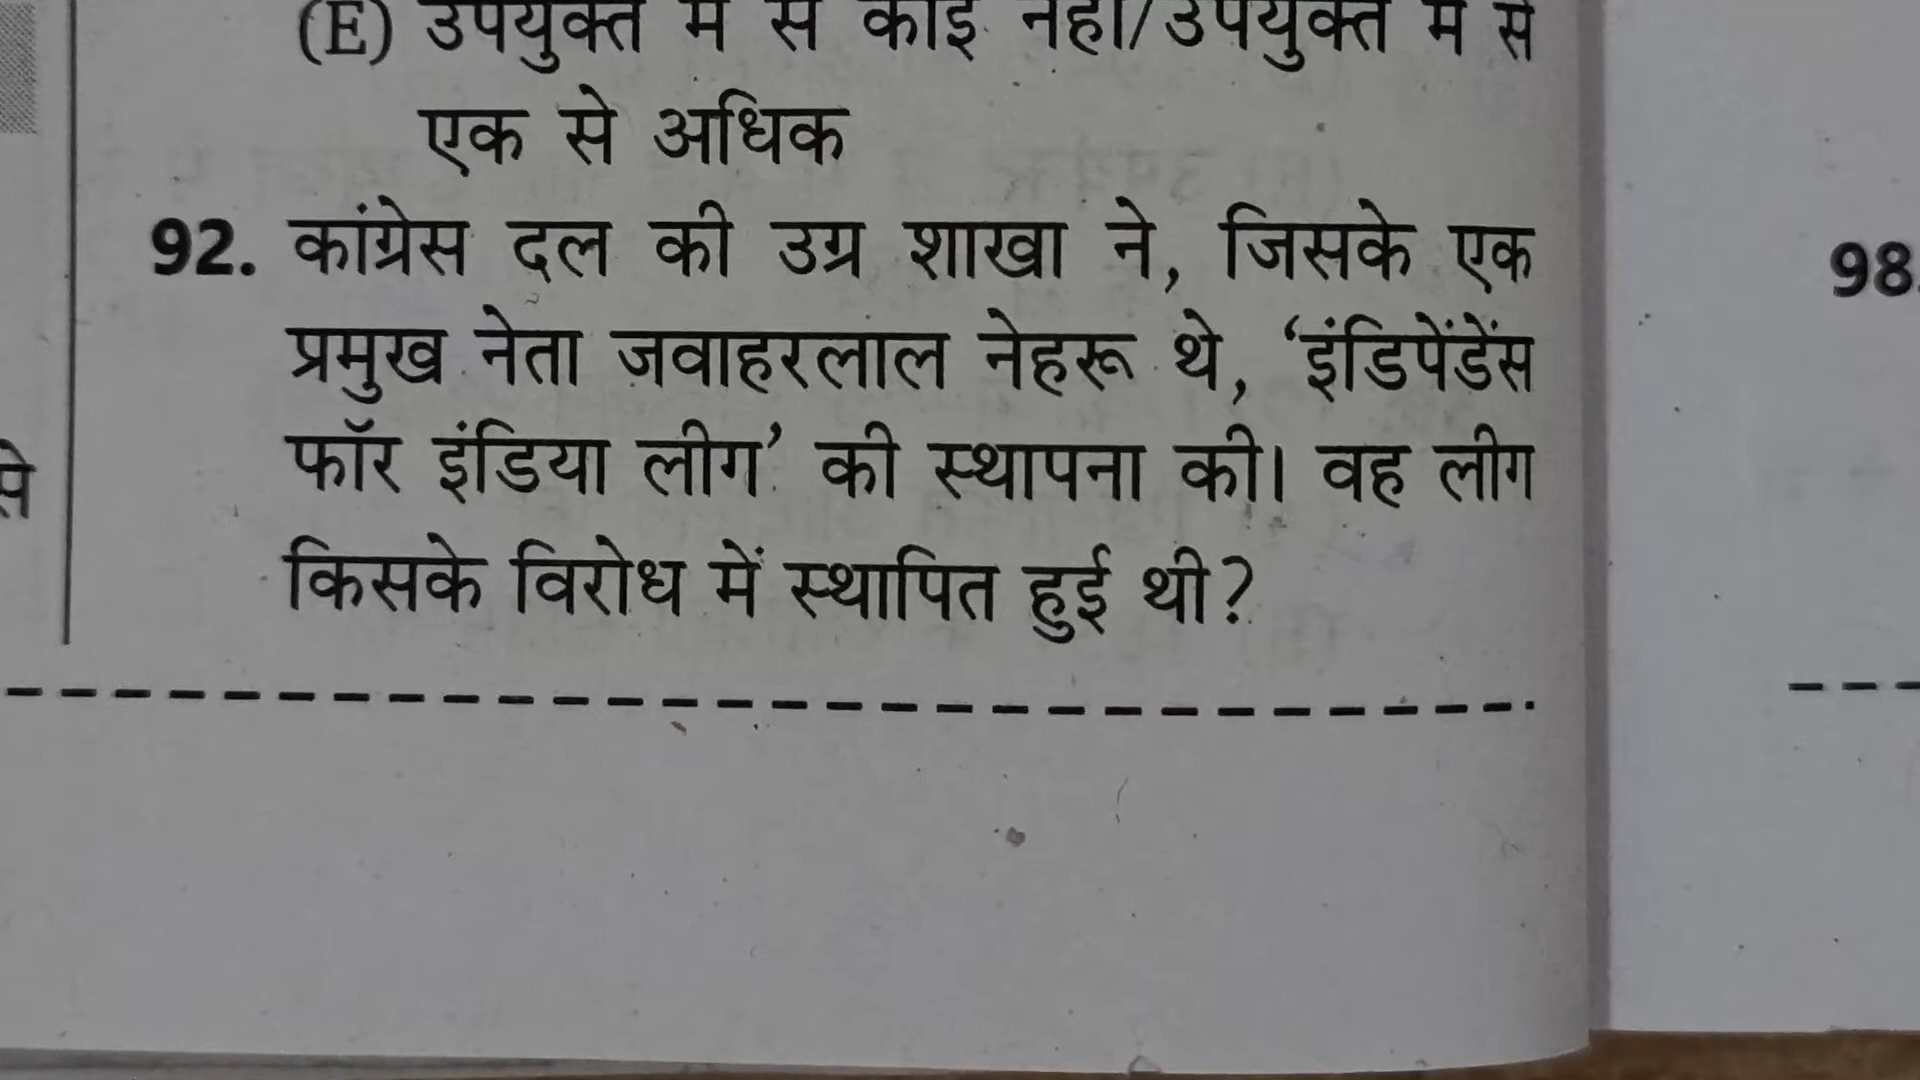 (E) उपर्युक्त में से कोई नहीं/उपर्युक्त में से
एक से अधिक
92. कांग्रेस दल की उग्र शाखा ने, जिसके एक
प्रमुख नेता जवाहरलाल नेहरू थे, ‘इंडिपेंडेंस
फॉर इंडिया लीग’ की स्थापना की। वह लीग
किसके विरोध में स्थापित हुई थी?
से
98.